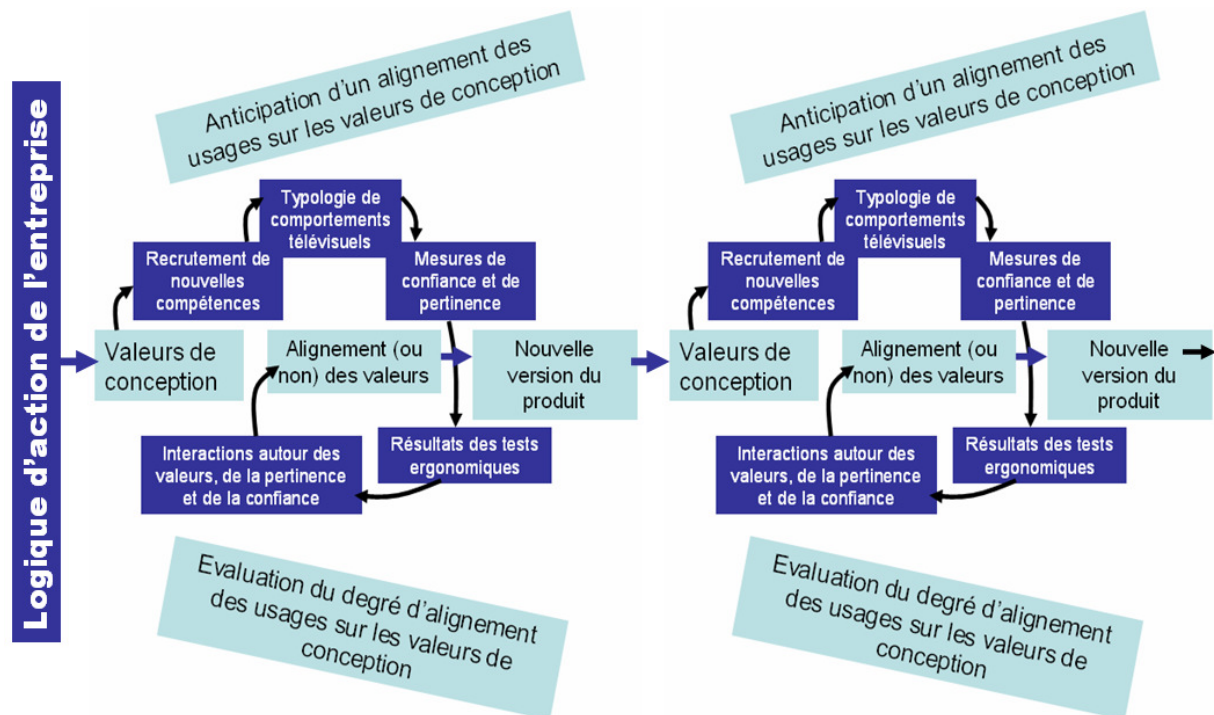 Logique d'action de l'entreprise
Anticipation d'un alignement des
usages sur les valeurs de conception
Typologie de
comportements
télévisuels
Recrutement de
nouvelles
compétences
Mesures de
confiance et de
pertinence
Valeurs de
conception
Alignement (ou
non) des valeurs
Nouvelle
version du
produit
Interactions autour des
valeurs, de la pertinence
et de la confiance
Résultats des tests
ergonomiques
Evaluation du degré d'alignement
des usages sur les valeurs de
conception
Anticipation d'un alignement des
usages sur les valeurs de conception
Typologie de
comportements
télévisuels
Recrutement de
nouvelles
compétences
Mesures de
confiance et de
pertinence
Valeurs de
conception
Alignement (ou
non) des valeurs
Nouvelle
version du
produit
Interactions autour des
valeurs, de la pertinence
et de la confiance
Résultats des tests
ergonomiques
Evaluation du degré d'alignement
des usages sur les valeurs de
conception